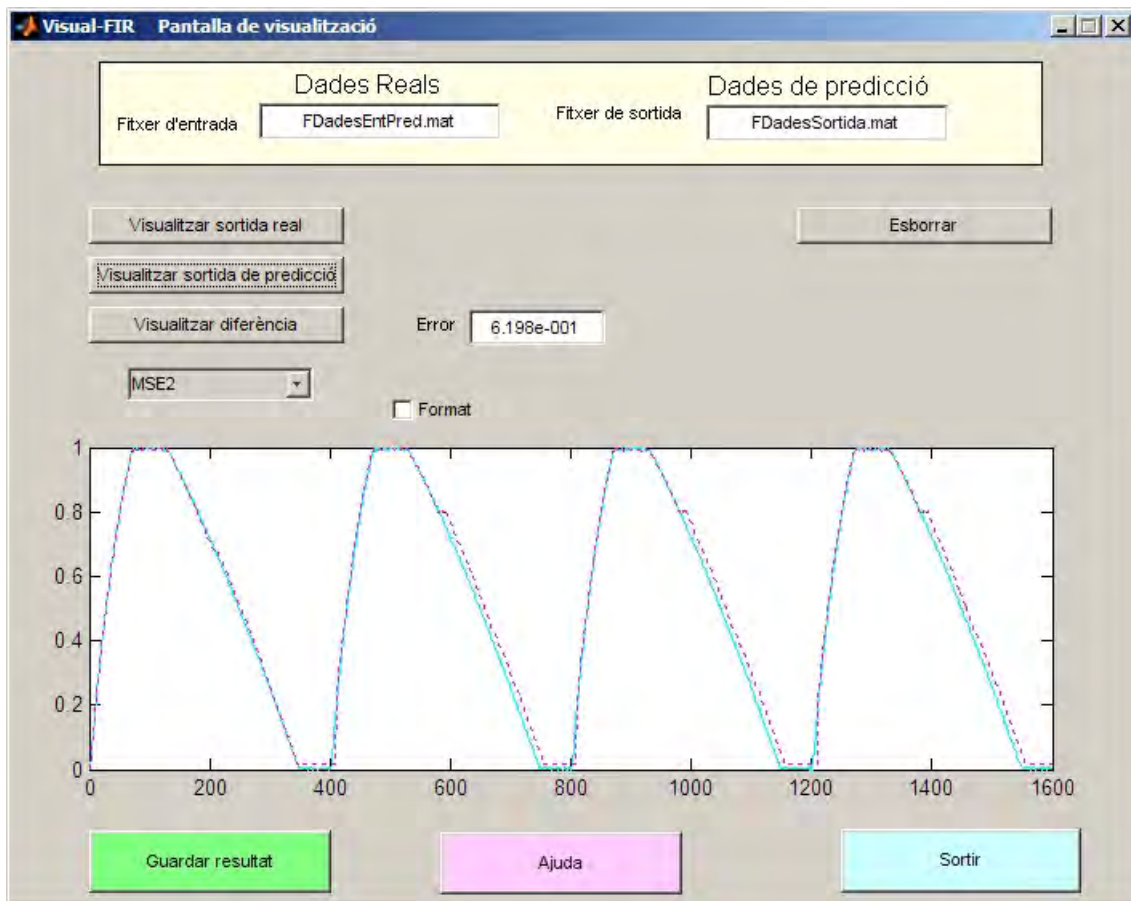 Visual-FIR Pantalla de visualització
Dades Reals
Dades de predicció
Fitxer d'entrada
FDadesEntPred.mat
Fitxer de sortida
FDadesSortida.mat
Visualitzar sortida real
Esborrar
Visualitzar sortida de predicció
Visualitzar diferència
Error
6.198e-001
MSE2
Format
1
0.8
0.6
0.4
0.2
0
0 200 400 600 800 1000 1200 1400 1600
Guardar resultat
Ajuda
Sortir